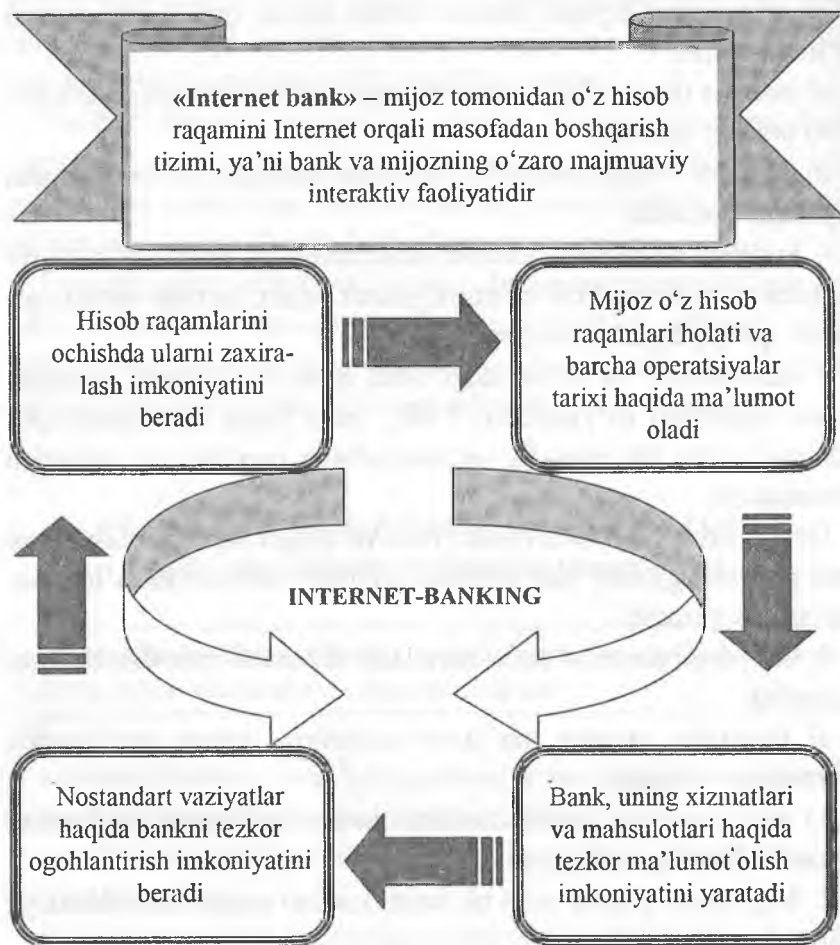 «Internet bank» – mijoz tomonidan o‘z hisob
raqamini Internet orqali masofadan boshqarish
tizimi, ya’ni bank va mijozning o‘zaro majmuaviy
interaktiv faoliyatidir
Hisob raqamlarini
ochishda ularni zaxira-
lash imkoniyatini
beradi
Mijoz o‘z hisob
raqamlari holati va
barcha operatsiyalar
tarixi haqida ma’lumot
oladi
INTERNET-BANKING
Nostandart vaziyatlar
haqida bankni tezkor
ogohlantirish imkoniyatini
beradi
Bank, uning xizmatlari
va mahsulotlari haqida
tezkor ma’lumot olish
imkoniyatini yaratadi